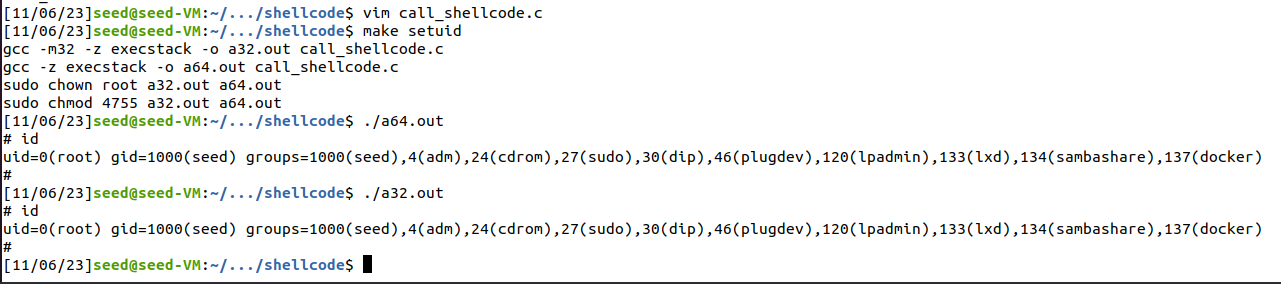 [11/06/23]seed@seed-VM:~/.../shellcode$ vim call_shellcode.c
[11/06/23]seed@seed-VM:~/.../shellcode$ make setuid
gcc -m32 -z execstack -o a32.out call_shellcode.c
gcc -z execstack -o a64.out call_shellcode.c
sudo chown root a32.out a64.out
sudo chmod 4755 a32.out a64.out
[11/06/23]seed@seed-VM:~/.../shellcode$ ./a64.out
# id
uid=0(root) gid=1000(seed) groups=1000(seed),4(adm),24(cdrom),27(sudo),30(dip),46(plugdev),120(lpadmin),133(lxd),134(sambashare),137(docker)
#
[11/06/23]seed@seed-VM:~/.../shellcode$ ./a32.out
# id
uid=0(root) gid=1000(seed) groups=1000(seed),4(adm),24(cdrom),27(sudo),30(dip),46(plugdev),120(lpadmin),133(lxd),134(sambashare),137(docker)
#
[11/06/23]seed@seed-VM:~/.../shellcode$